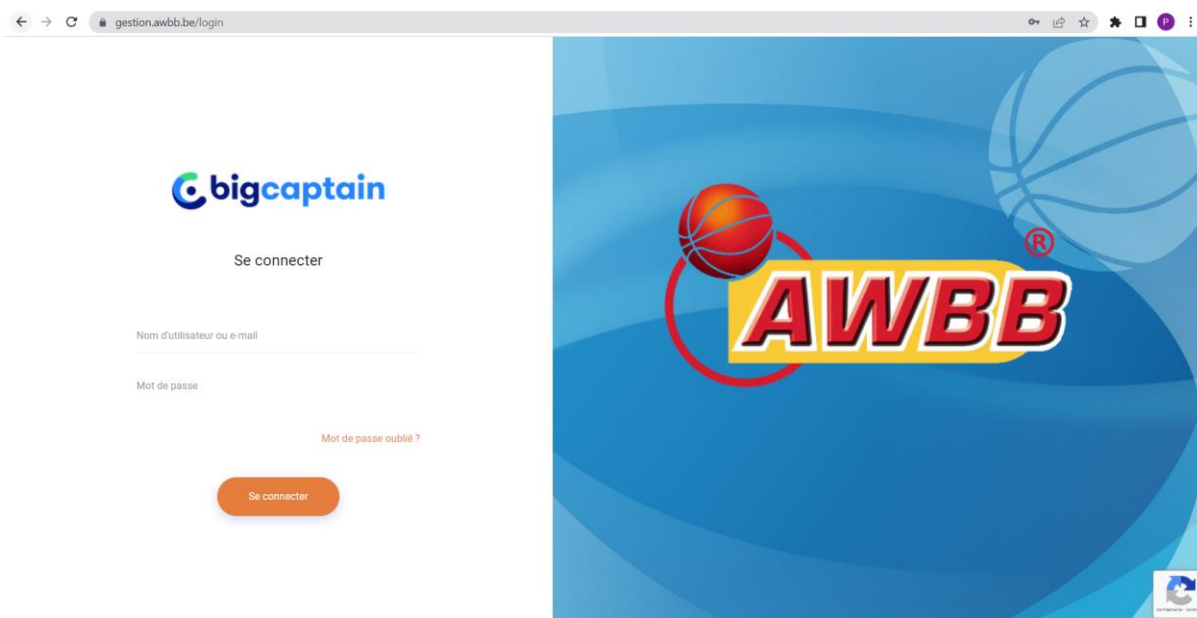 gestion.awbb.be/login
P
bigcaptain
Se connecter
Nom d'utilisateur ou e-mail
Mot de passe
Mot de passe oublié ?
Se connecter
AWBB
®